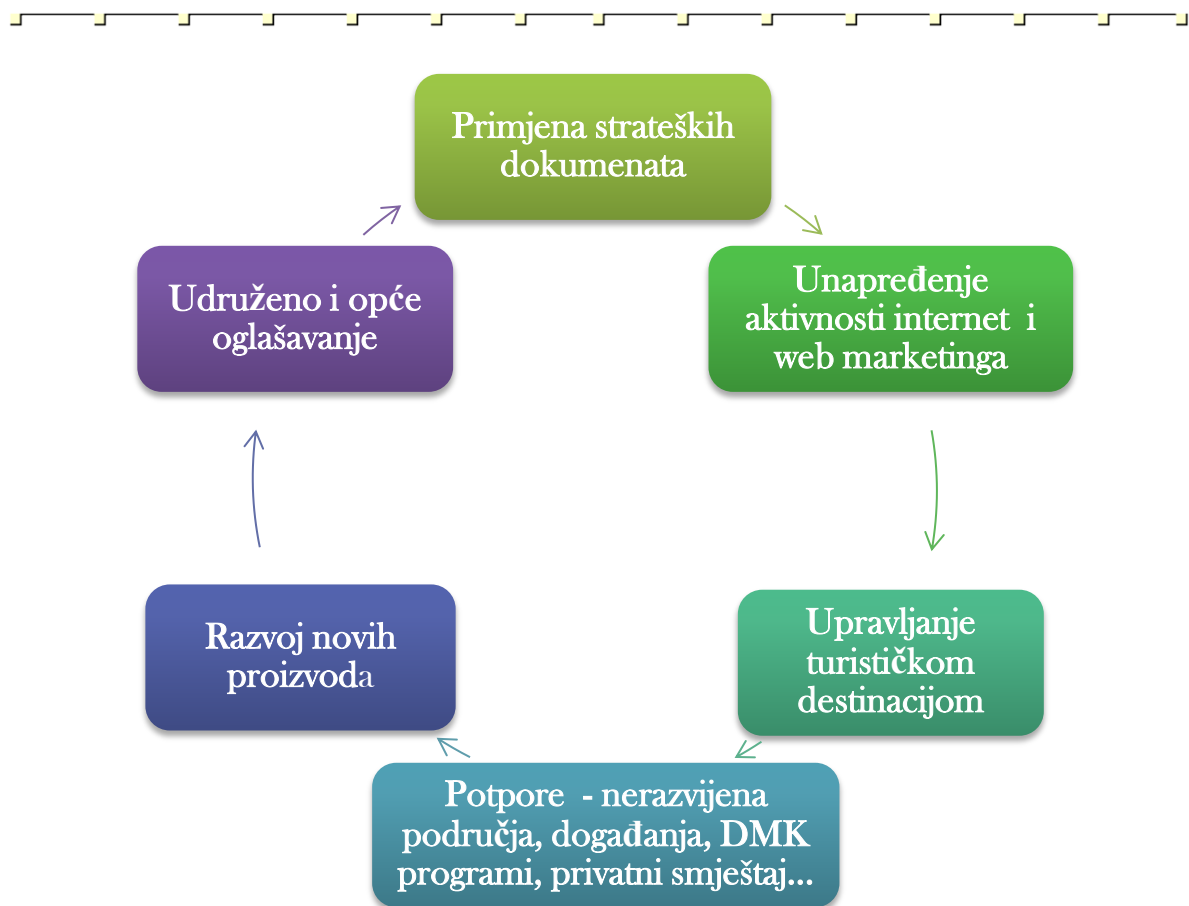 Primjena strateških
dokumenata
Unapređenje
aktivnosti internet i
web marketinga
Upravljanje
turističkom
destinacijom
Potpore - nerazvijena
područja, događanja, DMK
programi, privatni smještaj...
Razvoj novih
proizvoda
Udruženo i opće
oglašavanje